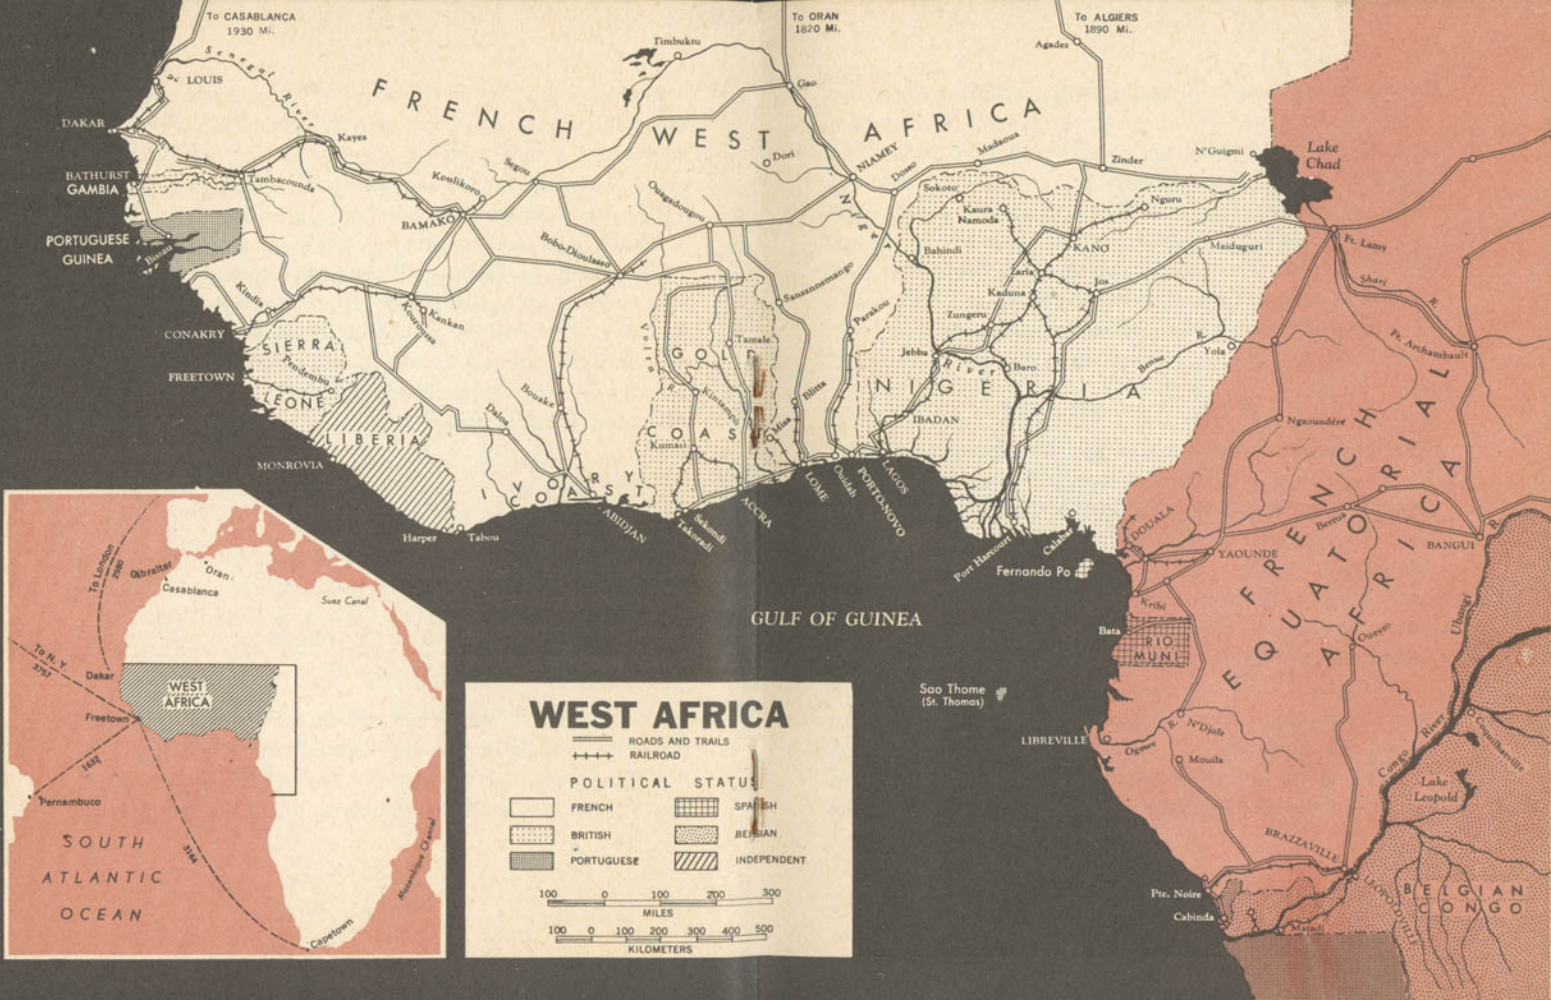 To CASABLANCA
1930 Mi.
To ORAN
1820 Mi.
To ALGIERS
1890 Mi.
Agadez
Timbuktu
Senegal River
LOUIS
Gao
FRENCH WEST AFRICA
DAKAR
Kayes
Dori
NIAMEY
Dosso
Madaoua
Zinder
N'Guigmi
Lake
Chad
BATHURST
GAMBIA
Tambacounda
Koulikoro
Segou
Ouagadougou
Sokoto
Kaura
Namoda
Nguru
BAMAKO
Niger
PORTUGUESE
GUINEA
Bissau
Bobo-Dioulasso
Bahindi
KANO
Maiduguri
Ft. Lamy
Zaria
Kaduna
Jos
Shari R.
Kindia
Kankan
Kouroussa
Sansannemango
Parakou
Zungeru
CONAKRY
SIERRA
LEONE
Pendembu
FREETOWN
Volta R.
Tamale
GOLD
COAST
Kintampo
Kumasi
Misa
Blitta
Jebba
River
Baro
Benue R.
Yola
Ft. Archambault
NIGERIA
IBADAN
Bouake
Daloa
LIBERIA
MONROVIA
IVORY
COAST
Ngaoundére
FRENCH
EQUATORIAL
AFRICA
Harper
Tabou
ABIDJAN
Sekondi
Takoradi
ACCRA
LOME
Ouidah
PORTO-NOVO
LAGOS
Port Harcourt
Calabar
Fernando Po
DOUALA
YAOUNDE
BANGUI
Kribi
Ubangi R.
GULF OF GUINEA
Bata
RIO
MUNI
Ouesso
Sao Thome
(St. Thomas)
LIBREVILLE
Ogowe R.
N'Djole
Mouila
Congo River
Coquilhatville
Lake
Leopold
BRAZZAVILLE
LEOPOLDVILLE
BELGIAN
CONGO
Pte. Noire
Cabinda
Matadi
To London
2980
Gibraltar
Oran
Casablanca
Suez Canal
To N.Y.
3757
Dakar
WEST
AFRICA
Freetown
1632
Pernambuco
3164
SOUTH
ATLANTIC
OCEAN
Mozambique Channel
Capetown
WEST AFRICA
ROADS AND TRAILS
RAILROAD
POLITICAL STATUS
FRENCH
SPANISH
BRITISH
PORTUGUESE
INDEPENDENT
100 0 100 200 300
MILES
100 0 100 200 300 400 500
KILOMETERS